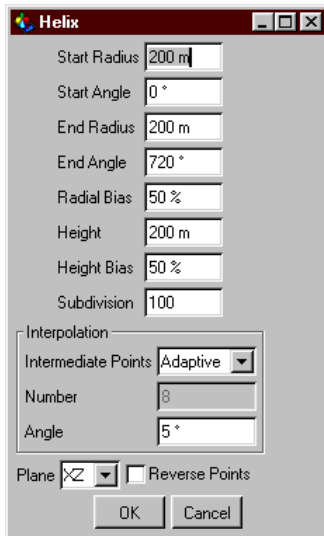 Helix
Start Radius 200 m
Start Angle 0 °
End Radius 200 m
End Angle 720 °
Radial Bias 50 %
Height 200 m
Height Bias 50 %
Subdivision 100
Interpolation
Intermediate Points Adaptive
Number 8
Angle 5 °
Plane XZ Reverse Points
OK Cancel